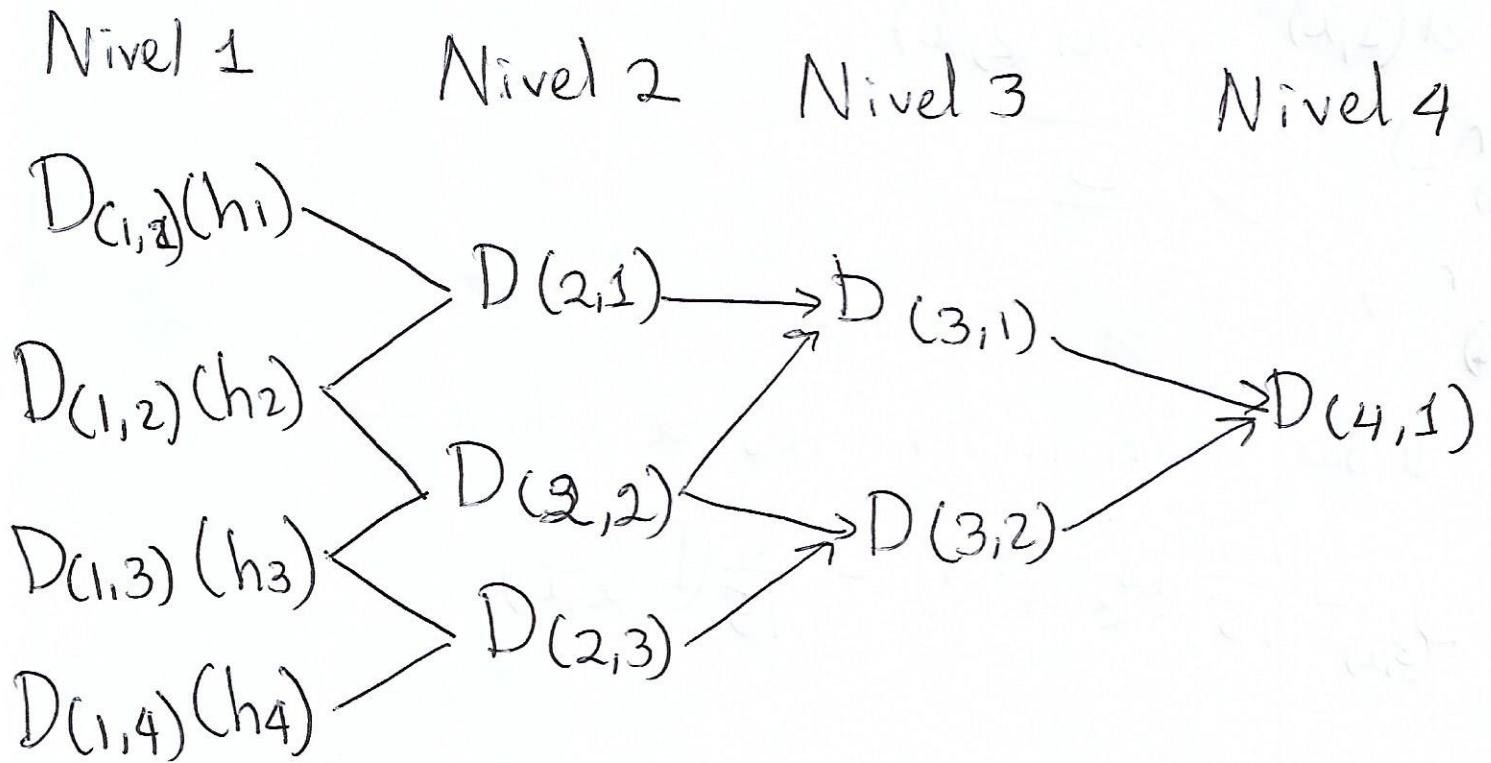 Nivel 1 Nivel 2 Nivel 3 Nivel 4
D(1,1)(h1)
D(2,1) D(3,1)
D(1,2)(h2) D(4,1)
D(2,2) D(3,2)
D(1,3)(h3)
D(2,3)
D(1,4)(h4)